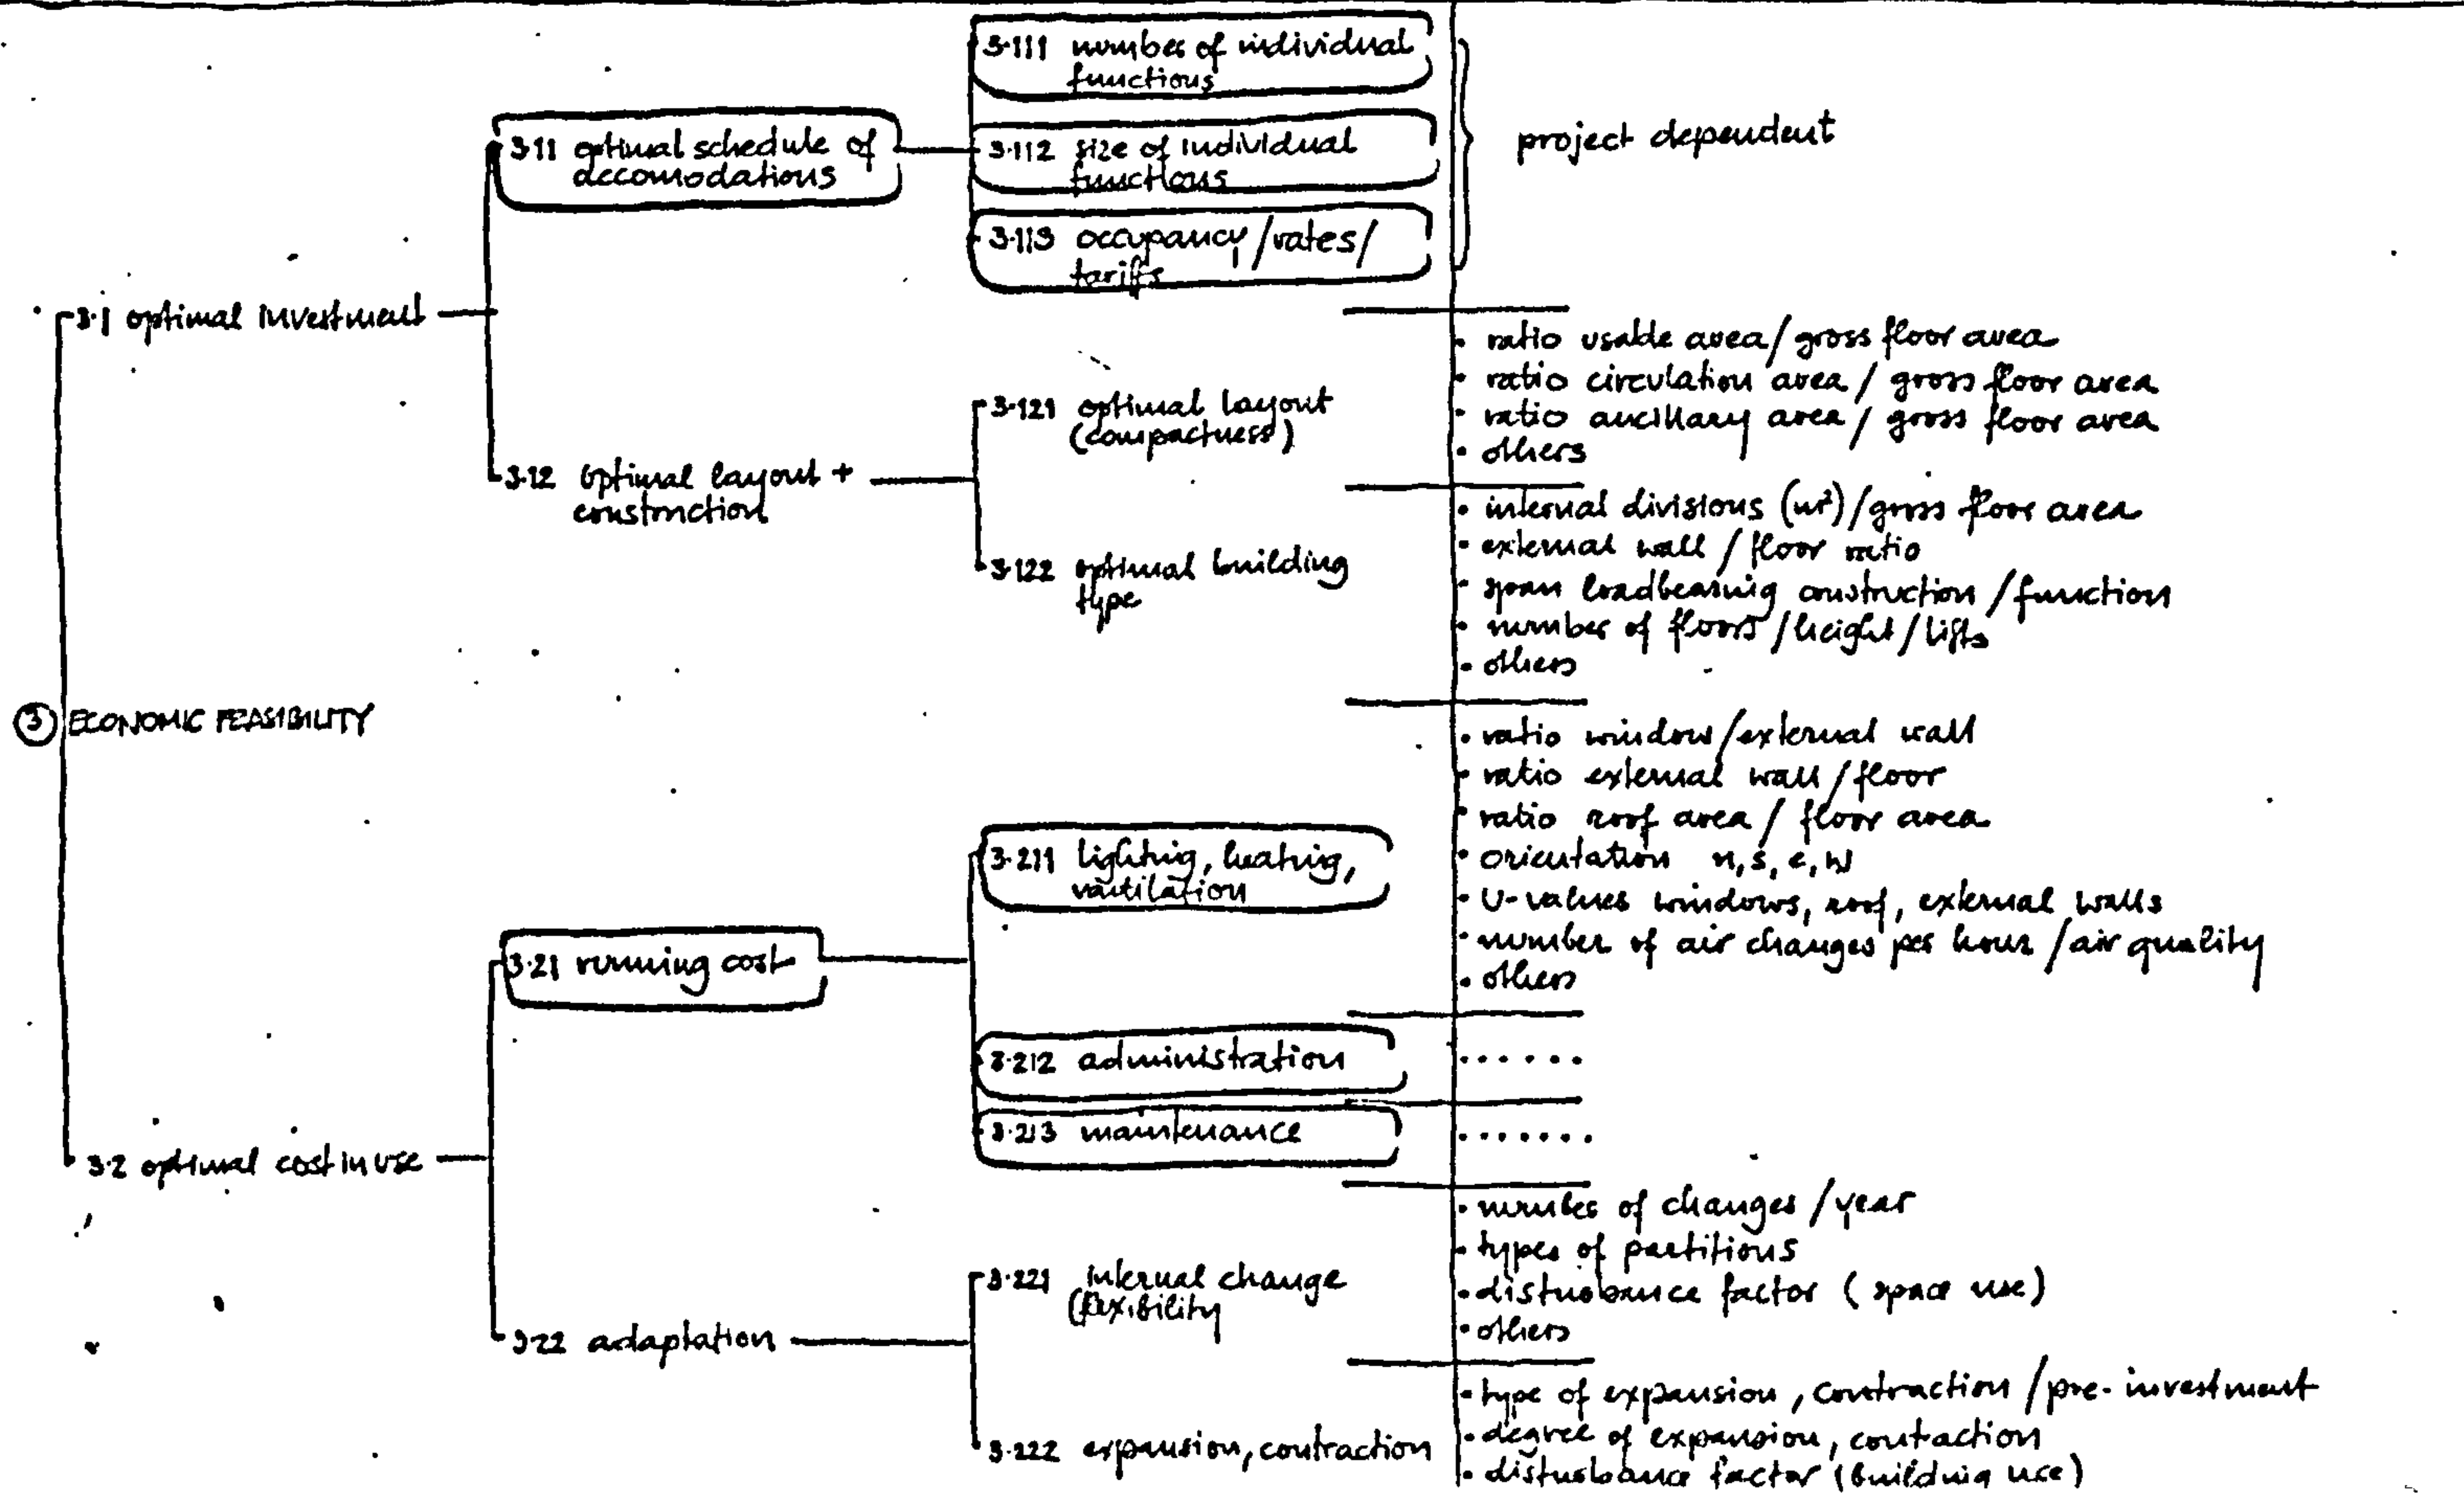 3.111 number of individual
functions
3.11 optimal schedule of
accomodations
3.112 size of individual
functions
project dependent
3.113 occupancy/rates/
tariffs
3.1 optimal investment
• ratio usable area/gross floor area
• ratio circulation area / gross floor area
3.121 optimal layout
(compactness)
• ratio ancillary area / gross floor area
• others
3.12 optimal layout +
construction
• internal divisions (m²)/gross floor area
• external wall / floor ratio
3.122 optimal building
type
• span loadbearing construction / function
• number of floors / height / lifts
• others
3 ECONOMIC FEASIBILITY
• ratio window/external wall
• ratio external wall / floor
• ratio roof area / floor area
3.211 lighting, heating,
ventilation
• orientation n, s, e, w
• U-values windows, roof, external walls
• number of air changes per hour / air quality
3.21 running cost
• others
3.212 administration
......
3.213 maintenance
.......
3.2 optimal cost in use
• number of changes / year
• types of partitions
3.221 internal change
(flexibility
• disturbance factor (space use)
• others
3.22 adaptation
• type of expansion, contraction / pre-investment
• degree of expansion, contaction
3.222 expansion, contraction
• disturbance factor (building use)